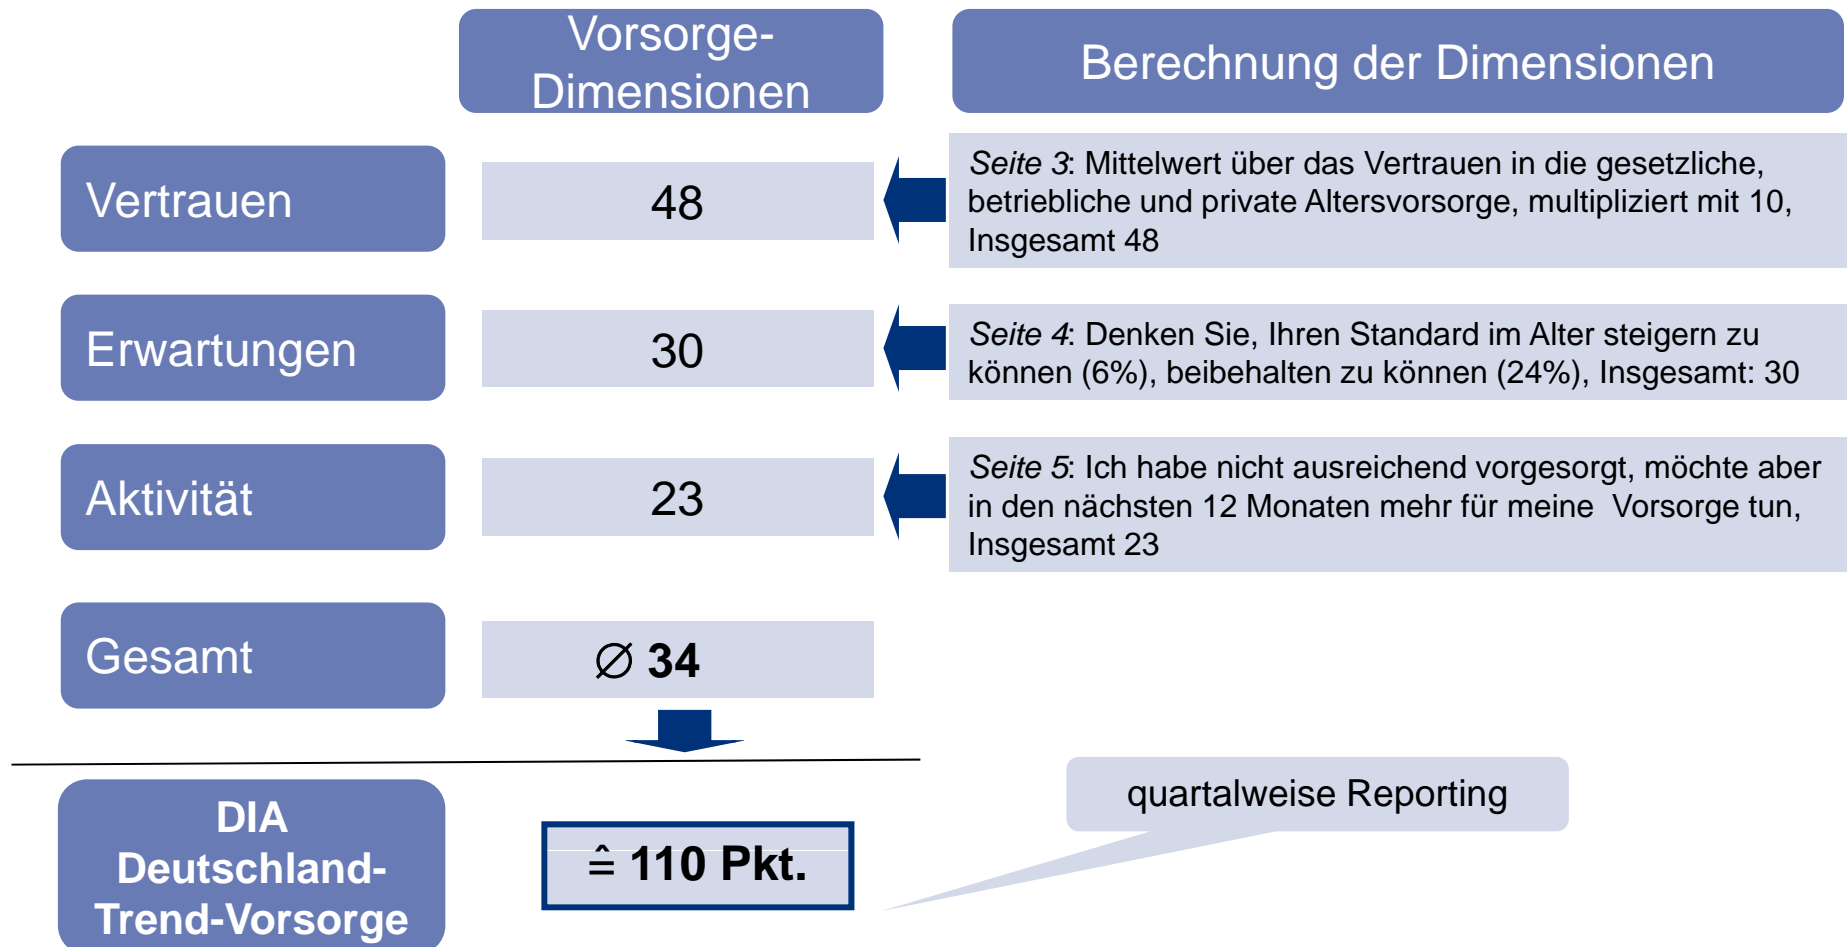 Vorsorge-
Dimensionen
Berechnung der Dimensionen
Vertrauen
48
Seite 3: Mittelwert über das Vertrauen in die gesetzliche,
betriebliche und private Altersvorsorge, multipliziert mit 10,
Insgesamt 48
Erwartungen
30
Seite 4: Denken Sie, Ihren Standard im Alter steigern zu
können (6%), beibehalten zu können (24%), Insgesamt: 30
Aktivität
23
Seite 5: Ich habe nicht ausreichend vorgesorgt, möchte aber
in den nächsten 12 Monaten mehr für meine  Vorsorge tun,
Insgesamt 23
Gesamt
∅ 34
DIA
Deutschland-
Trend-Vorsorge
≙ 110 Pkt.
quartalweise Reporting